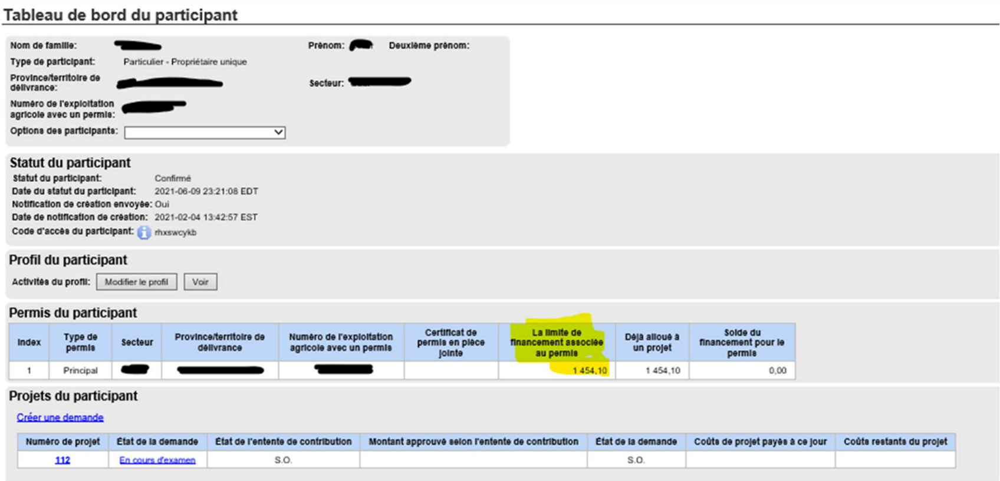 Tableau de bord du participant
Nom de famille: Prénom: Deuxième prénom:
Type de participant: Particulier - Propriétaire unique
Province/territoire de
délivrance: Secteur:
Numéro de l'exploitation
agricole avec un permis:
Options des participants:
Statut du participant
Statut du participant: Confirmé
Date du statut du participant: 2021-06-09 23:21:08 EDT
Notification de création envoyée: Oui
Date de notification de création: 2021-02-04 13:42:57 EST
Code d'accès du participant: i rhxswcykb
Profil du participant
Activités du profil: Modifier le profil Voir
Permis du participant
Index Type de permis Secteur Province/territoire de délivrance Numéro de l'exploitation agricole avec un permis Certificat de permis en pièce jointe La limite de financement associée au permis Déjà alloué à un projet Solde du financement pour le permis
1 Principal 1 454,10 1 454,10 0,00
Projets du participant
Créer une demande
Numéro de projet État de la demande État de l'entente de contribution Montant approuvé selon l'entente de contribution État de la demande Coûts de projet payés à ce jour Coûts restants du projet
112 En cours d'examen S.O. S.O.